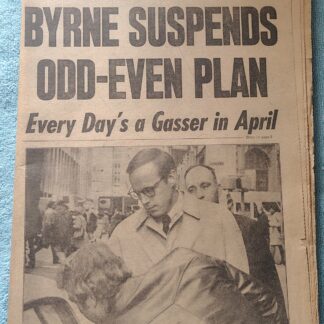 BYRNE SUSPENDS
ODD-EVEN PLAN
Every Day's a Gasser in April